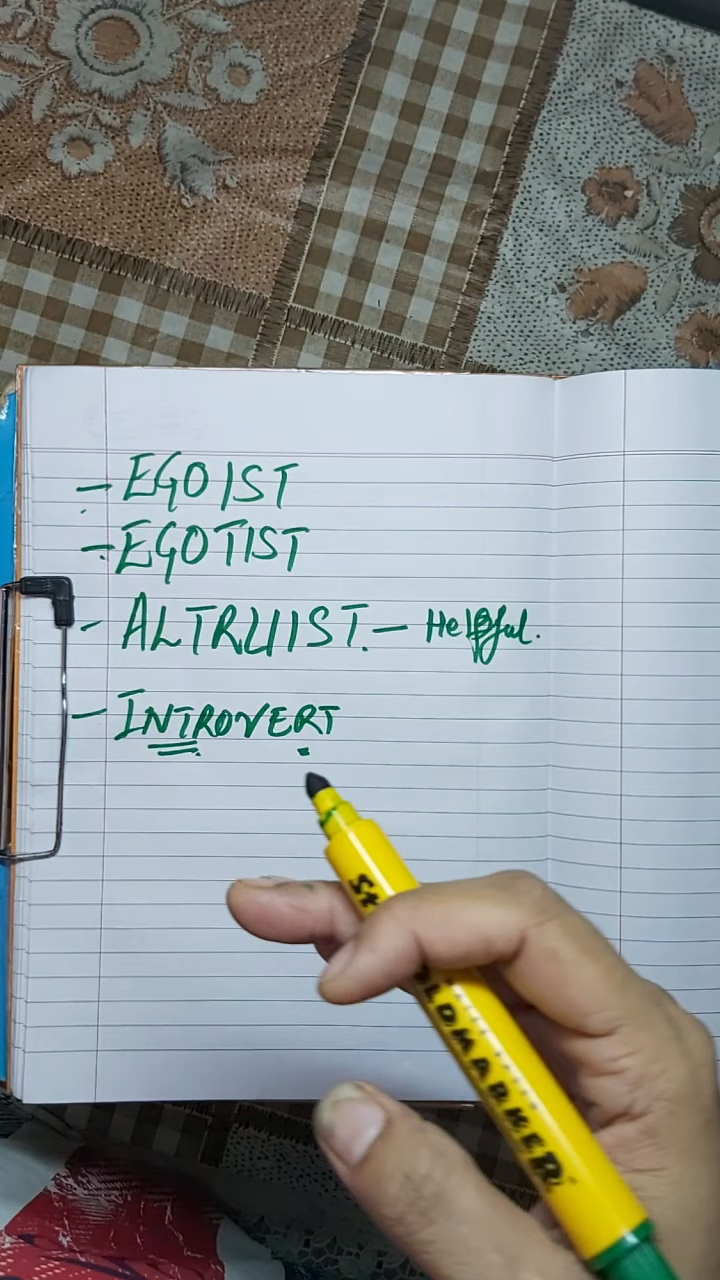 - EGOIST
- EGOTIST
- ALTRUIST. - Helpful.
- INTROVERT